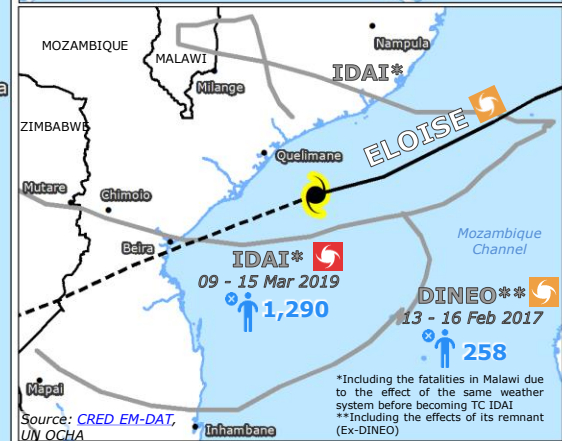 MOZAMBIQUE
Nampula
MALAWI
IDAI*
Milange
ZIMBABWE
ELOISE
Quelimane
Mutare
Chimoio
Beira
Mozambique
Channel
IDAI*
09 - 15 Mar 2019
1,290
DINEO**
13 - 16 Feb 2017
258
Mapai
*Including the fatalities in Malawi due
to the effect of the same weather
system before becoming TC IDAI
**Including the effects of its remnant
(Ex-DINEO)
Source: CRED EM-DAT,
UN OCHA
Inhambane